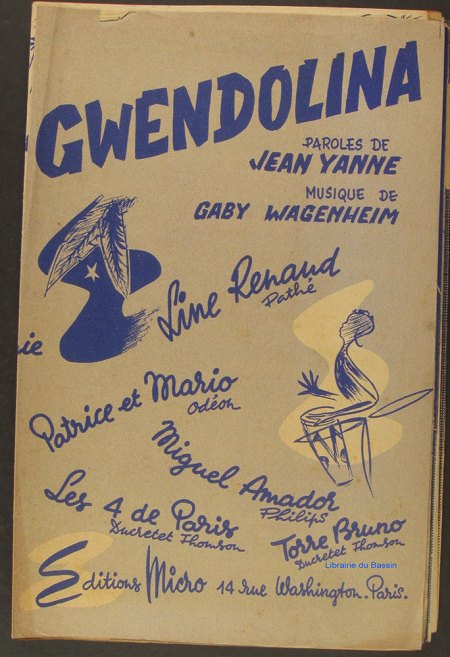 GWENDOLINA
PAROLES DE
JEAN YANNE
MUSIQUE DE
GABY WAGENHEIM
Line Renaud
Pathé
ie
Patrice et Mario
Odéon
Miguel Amador
Philips
Les 4 de Paris
Ducretet Thomson
Torre Bruno
Ducretet Thomson
Librairie du Bassin
Editions Micro 14 rue Washington. Paris.